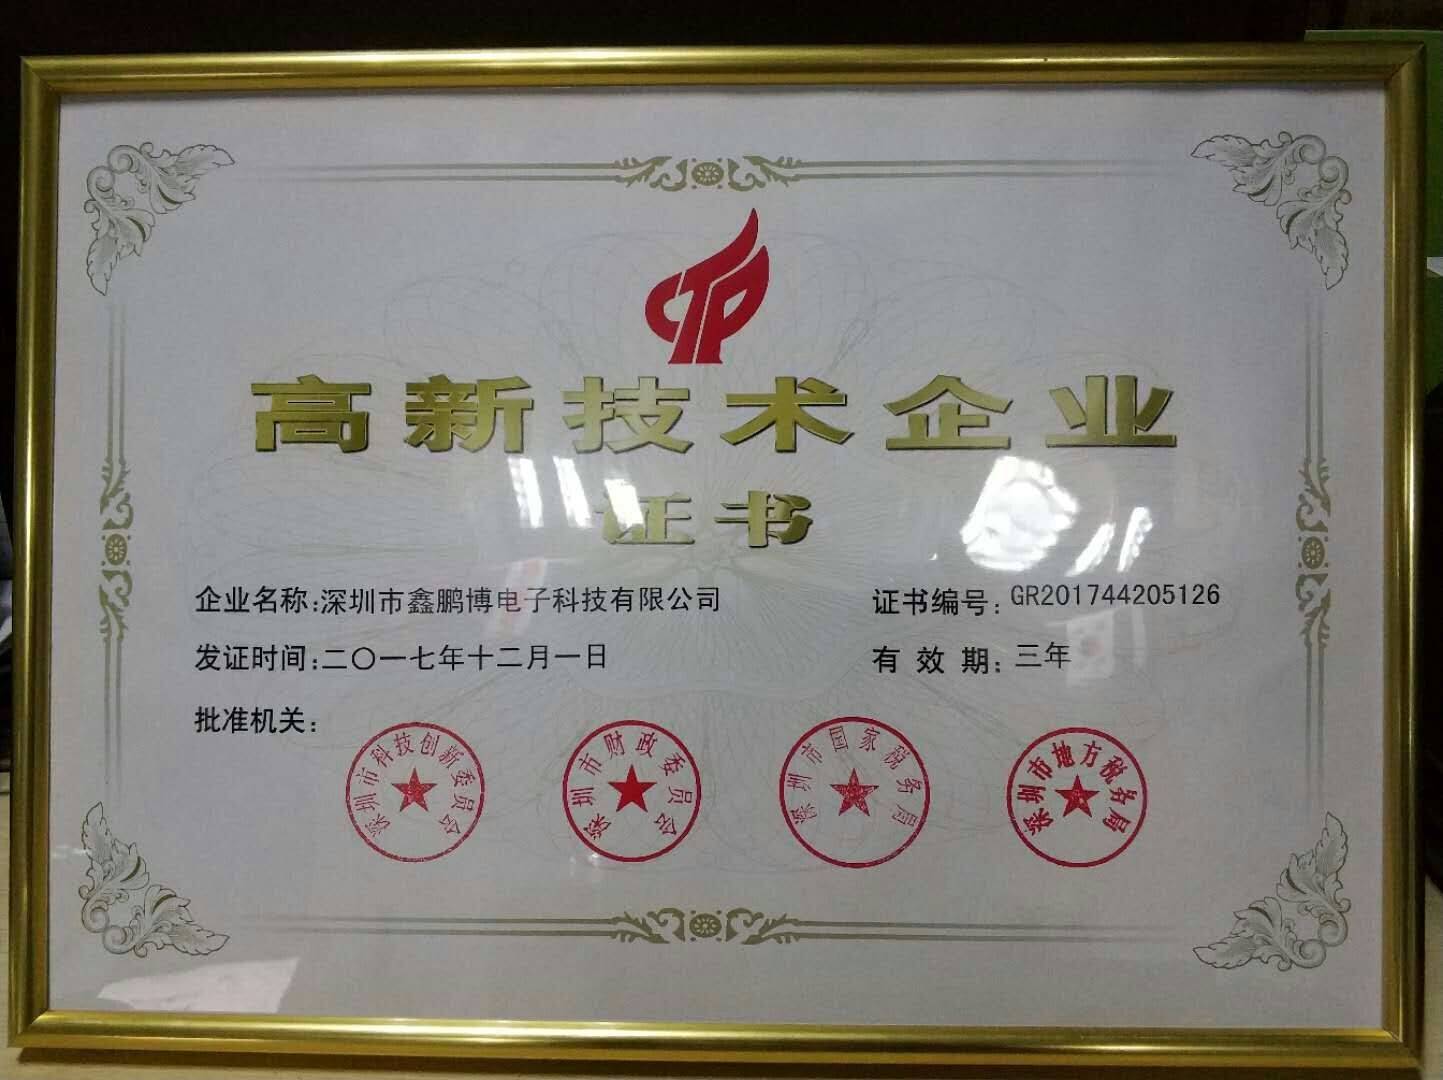 高新技术企业
证书
企业名称:深圳市鑫鹏博电子科技有限公司
证书编号: GR201744205126
发证时间:二〇一七年十二月一日
有 效 期: 三年
批准机关:
深圳市科技创新委员会
深圳市财政委员会
深圳市国家税务局
深圳市地方税务局